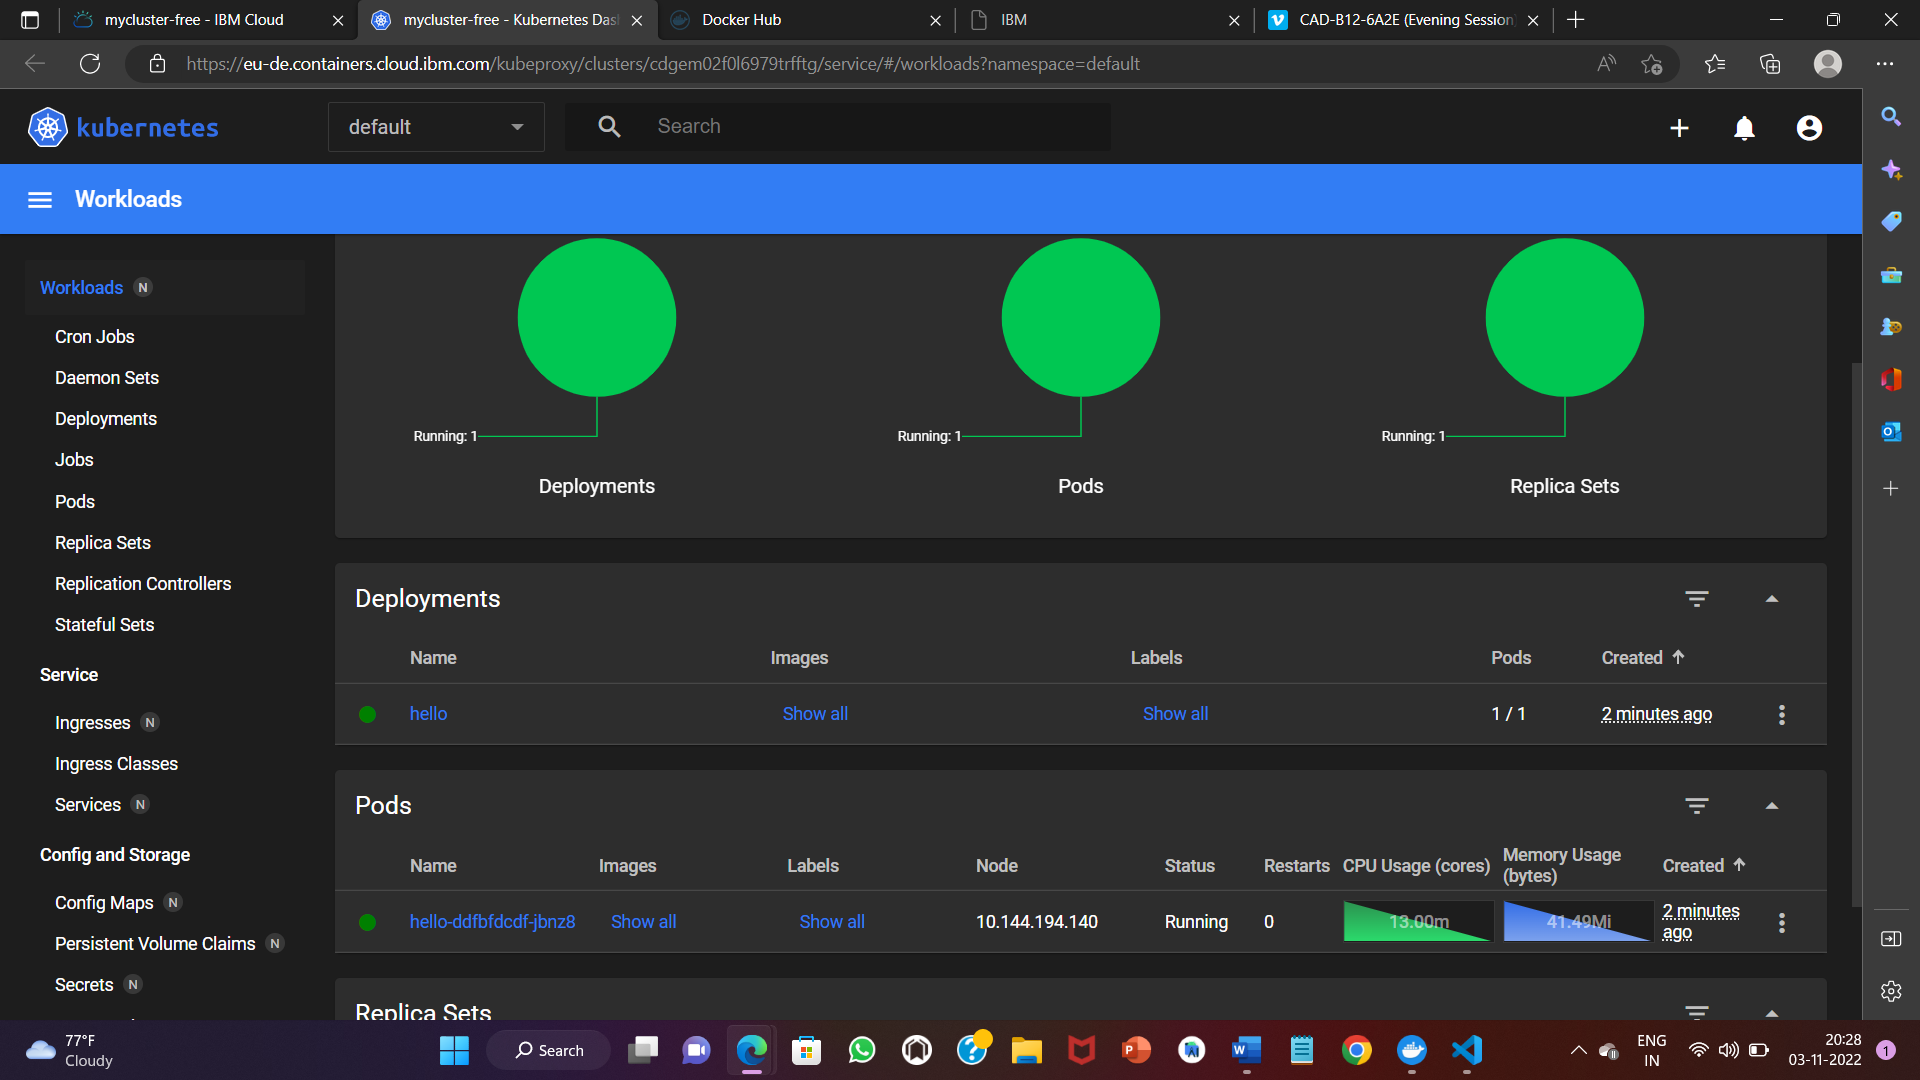 mycluster-free - IBM Cloud
mycluster-free - Kubernetes Das
Docker Hub
IBM
CAD-B12-6A2E (Evening Session
https://eu-de.containers.cloud.ibm.com/kubeproxy/clusters/cdgem02f0l6979trfftg/service/#/workloads?namespace=default
kubernetes
default
Search
Workloads
Workloads N
Cron Jobs
Daemon Sets
Deployments
Jobs
Pods
Replica Sets
Replication Controllers
Stateful Sets
Service
Ingresses N
Ingress Classes
Services N
Config and Storage
Config Maps N
Persistent Volume Claims N
Secrets N
Running: 1
Deployments
Running: 1
Pods
Running: 1
Replica Sets
Deployments
Name Images Labels Pods Created
hello Show all Show all 1 / 1 2 minutes ago
Pods
Name Images Labels Node Status Restarts CPU Usage (cores) Memory Usage (bytes) Created
hello-ddfbfdcdf-jbnz8 Show all Show all 10.144.194.140 Running 0 13.00m 41.49Mi 2 minutes ago
Replica Sets
77°F
Cloudy
Search
ENG
IN
20:28
03-11-2022
1